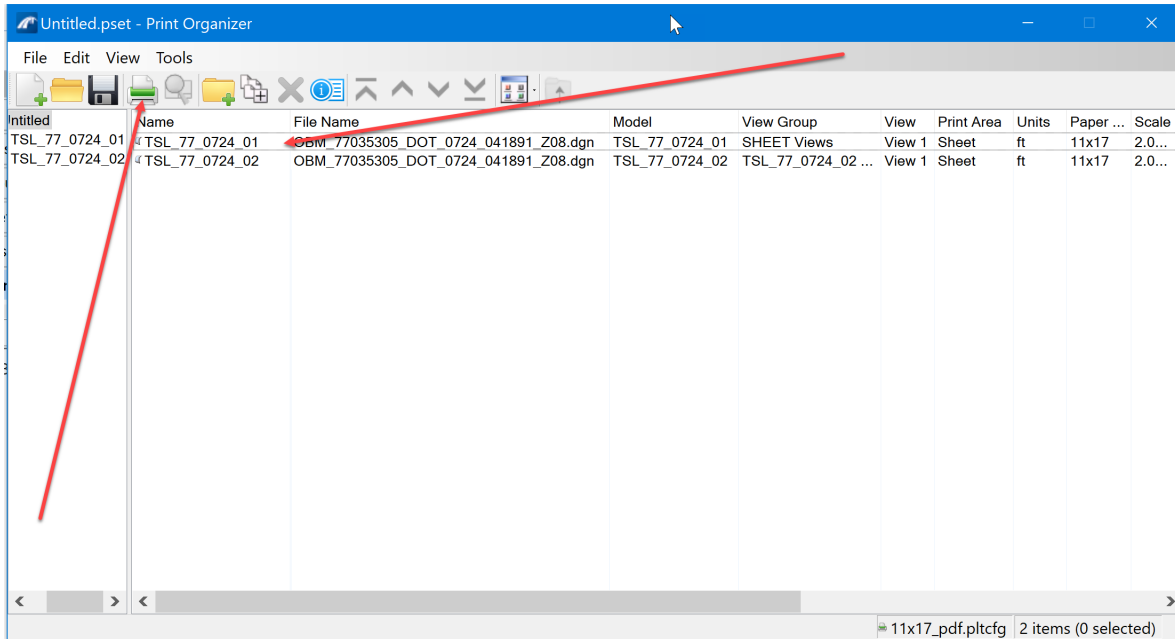 Untitled.pset - Print Organizer
File Edit View Tools
Untitled
TSL_77_0724_01
TSL_77_0724_02
Name File Name Model View Group View Print Area Units Paper ... Scale
TSL_77_0724_01 OBM_77035305_DOT_0724_041891_Z08.dgn TSL_77_0724_01 SHEET Views View 1 Sheet ft 11x17 2.0...
TSL_77_0724_02 OBM_77035305_DOT_0724_041891_Z08.dgn TSL_77_0724_02 TSL_77_0724_02 ... View 1 Sheet ft 11x17 2.0...
11x17_pdf.pltcfg 2 items (0 selected)